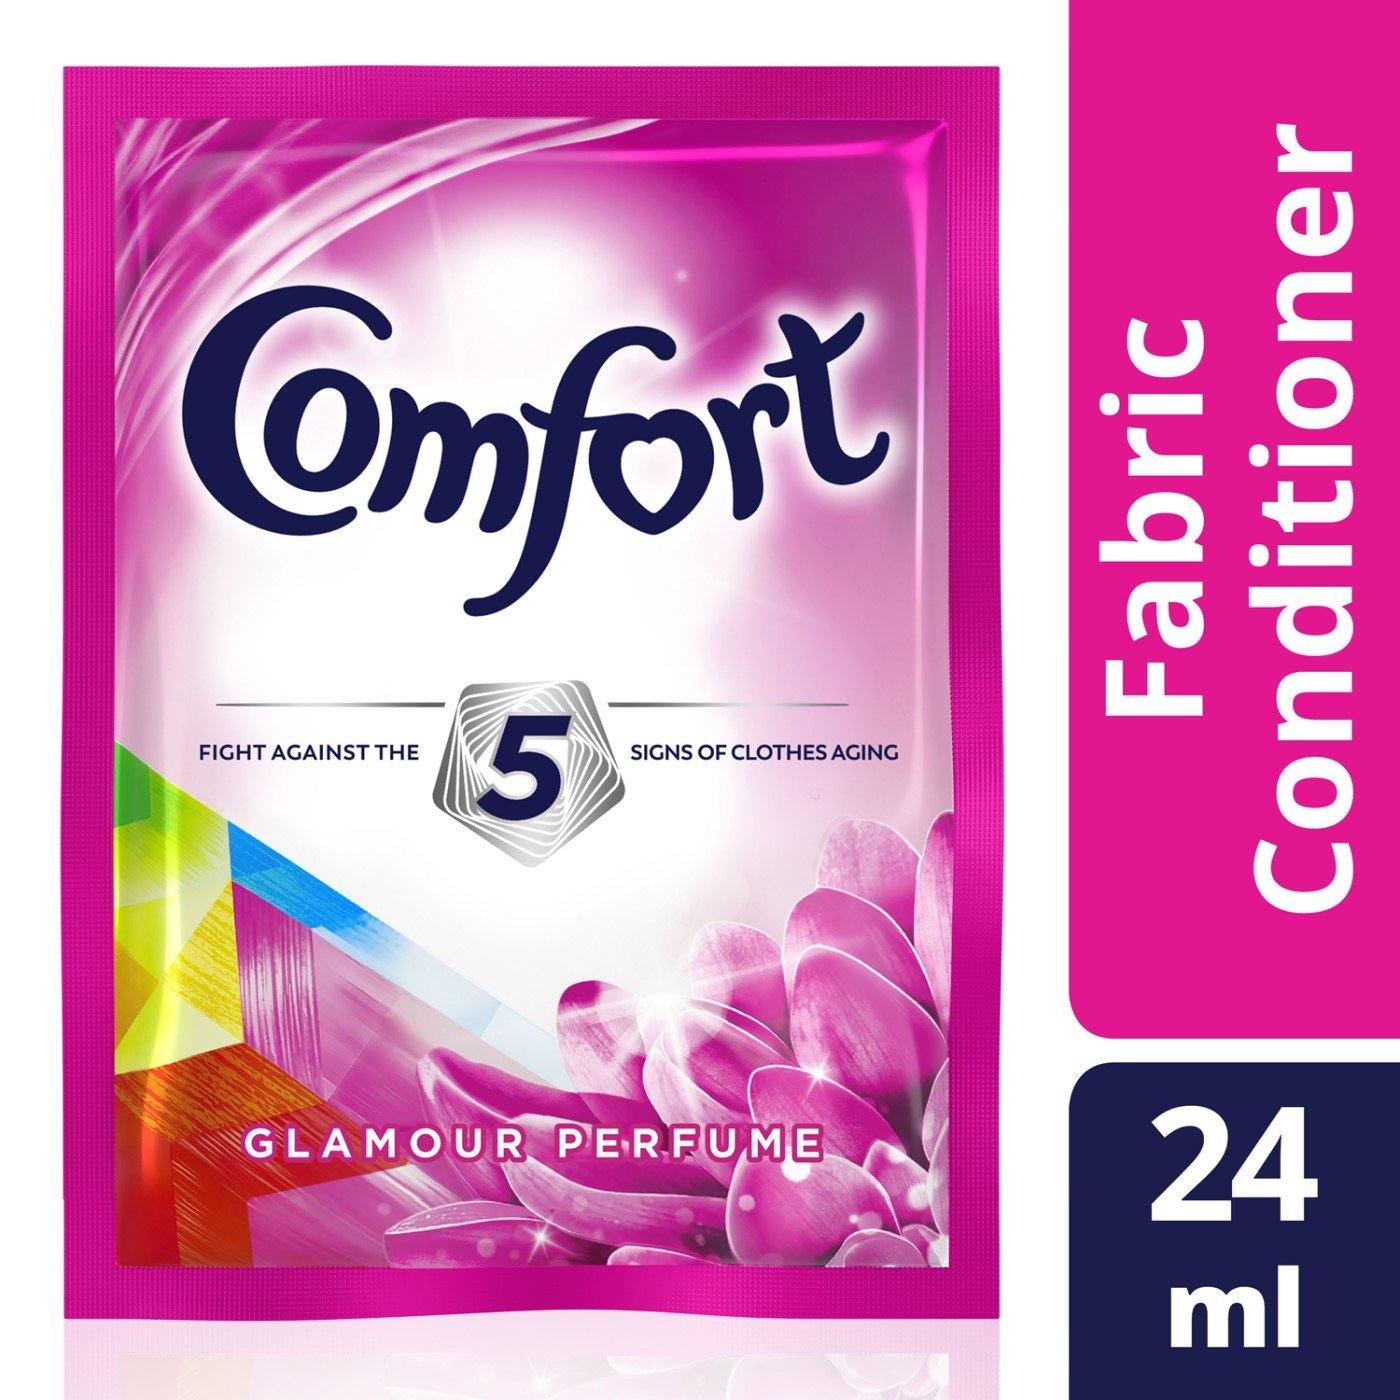 Comfort
FIGHT AGAINST THE 5 SIGNS OF CLOTHES AGING
GLAMOUR PERFUME
Fabric
Conditioner
24
ml